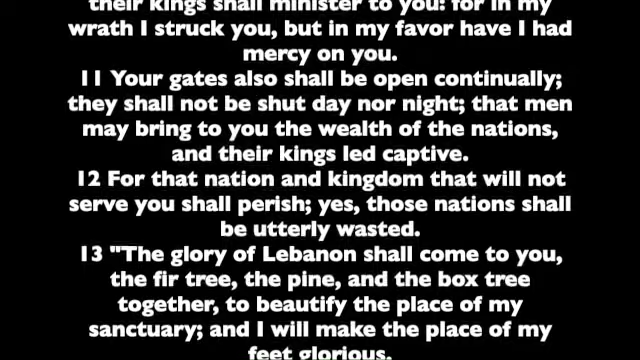 their kings shall minister to you: for in my
wrath I struck you, but in my favor have I had
mercy on you.
11 Your gates also shall be open continually;
they shall not be shut day nor night; that men
may bring to you the wealth of the nations,
and their kings led captive.
12 For that nation and kingdom that will not
serve you shall perish; yes, those nations shall
be utterly wasted.
13 "The glory of Lebanon shall come to you,
the fir tree, the pine, and the box tree
together, to beautify the place of my
sanctuary; and I will make the place of my
feet glorious.